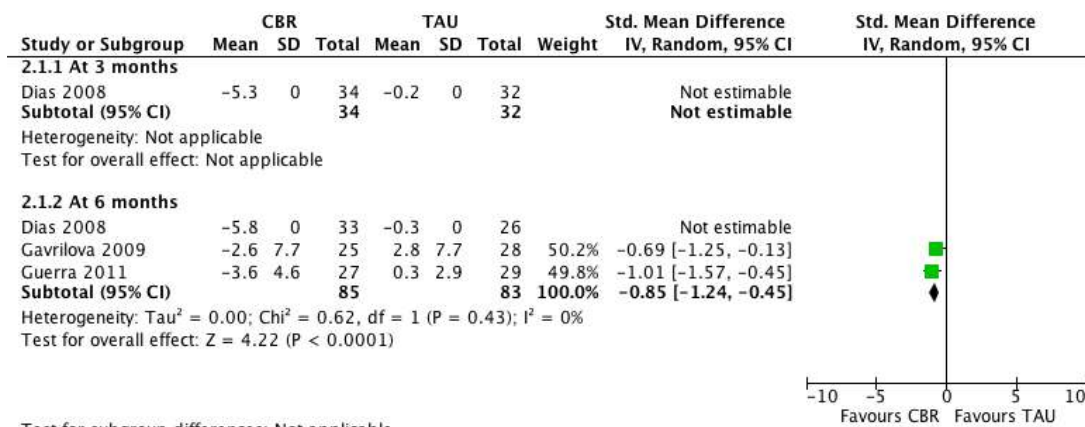 CBR TAU Std. Mean Difference Std. Mean Difference
Study or Subgroup Mean SD Total Mean SD Total Weight IV, Random, 95% CI IV, Random, 95% CI
2.1.1 At 3 months
Dias 2008 −5.3 0 34 −0.2 0 32 Not estimable
Subtotal (95% CI) 34 32 Not estimable
Heterogeneity: Not applicable
Test for overall effect: Not applicable
2.1.2 At 6 months
Dias 2008 −5.8 0 33 −0.3 0 26 Not estimable
Gavrilova 2009 −2.6 7.7 25 2.8 7.7 28 50.2% −0.69 [−1.25, −0.13]
Guerra 2011 −3.6 4.6 27 0.3 2.9 29 49.8% −1.01 [−1.57, −0.45]
Subtotal (95% CI) 85 83 100.0% −0.85 [−1.24, −0.45]
Heterogeneity: Tau² = 0.00; Chi² = 0.62, df = 1 (P = 0.43); I² = 0%
Test for overall effect: Z = 4.22 (P < 0.0001)
−10 −5 0 5 10
Favours CBR Favours TAU
Test for subgroup differences: Not applicable